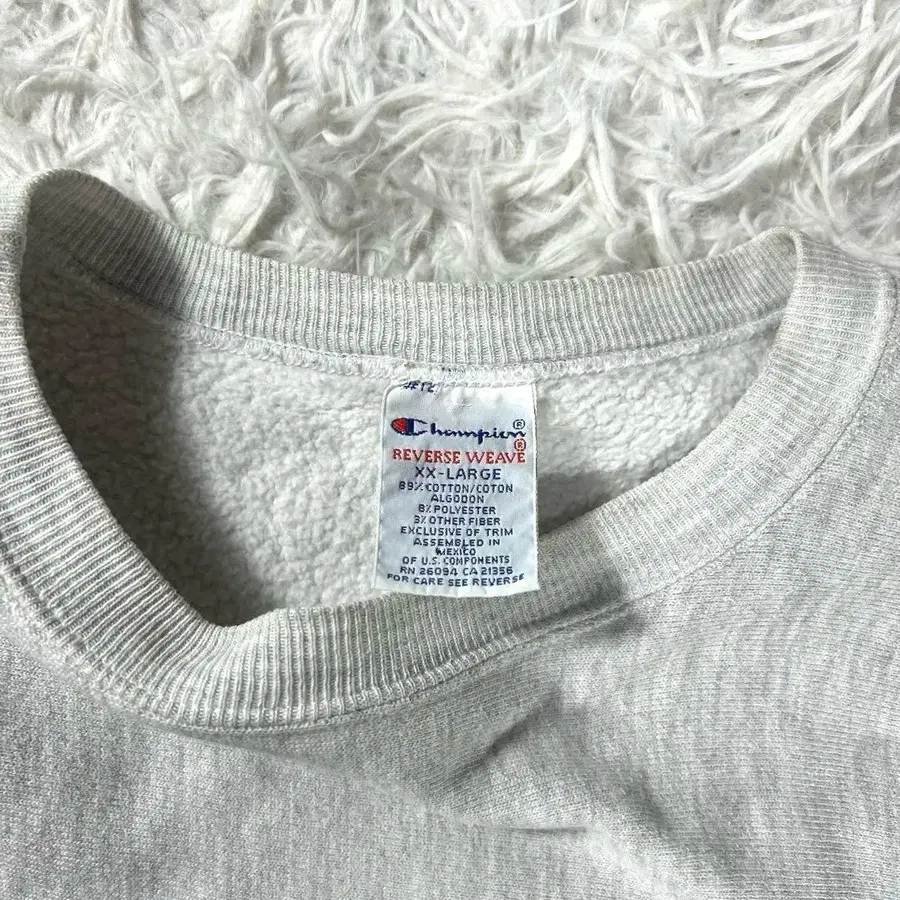 #12
Champion®
REVERSE WEAVE®
XX-LARGE
89% COTTON/COTON
ALGODON
8% POLYESTER
3% OTHER FIBER
EXCLUSIVE OF TRIM
ASSEMBLED IN
MEXICO
OF U.S. COMPONENTS
RN 26094 CA 21356
FOR CARE SEE REVERSE